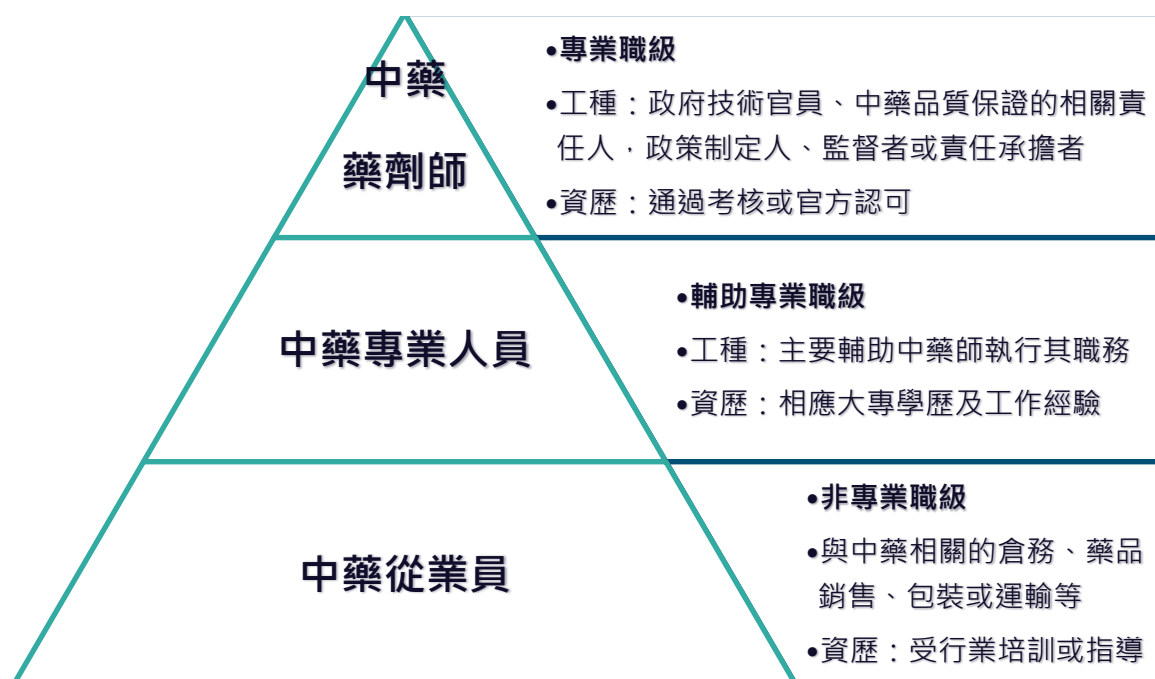 中藥
藥劑師
•專業職級
•工種：政府技術官員、中藥品質保證的相關責
任人，政策制定人、監督者或責任承擔者
•資歷：通過考核或官方認可
中藥專業人員
•輔助專業職級
•工種：主要輔助中藥師執行其職務
•資歷：相應大專學歷及工作經驗
中藥從業員
•非專業職級
•與中藥相關的倉務、藥品
銷售、包裝或運輸等
•資歷：受行業培訓或指導